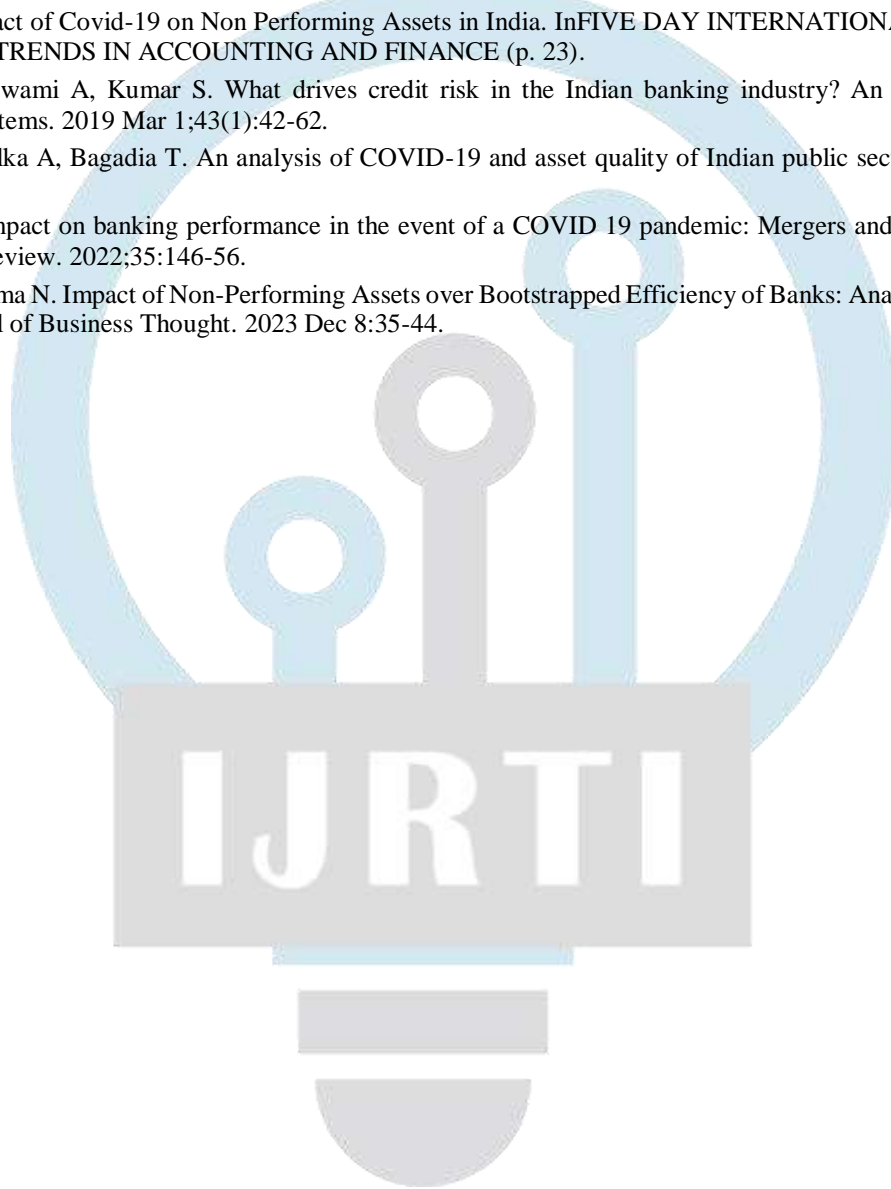 act of Covid-19 on Non Performing Assets in India. InFIVE DAY INTERNATIONA
TRENDS IN ACCOUNTING AND FINANCE (p. 23).
wami A, Kumar S. What drives credit risk in the Indian banking industry? An
tems. 2019 Mar 1;43(1):42-62.
lka A, Bagadia T. An analysis of COVID-19 and asset quality of Indian public sec
npact on banking performance in the event of a COVID 19 pandemic: Mergers and
eview. 2022;35:146-56.
ma N. Impact of Non-Performing Assets over Bootstrapped Efficiency of Banks: Ana
l of Business Thought. 2023 Dec 8:35-44.
IJRTI